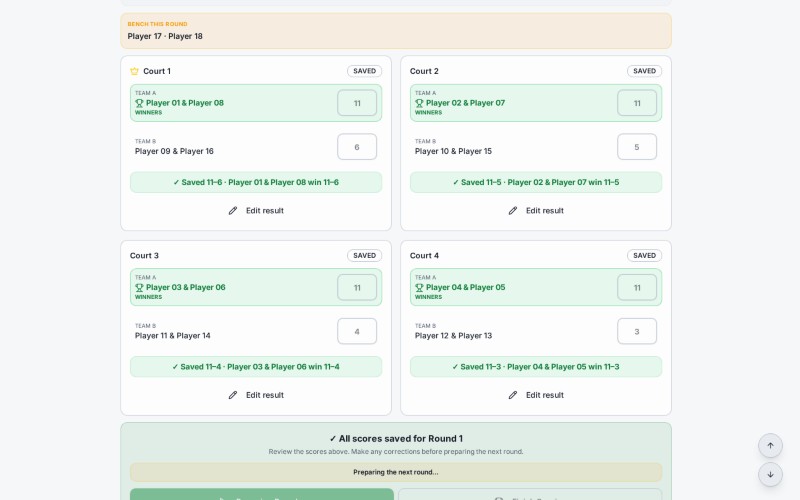 BENCH THIS ROUND
Player 17 · Player 18
Court 1
SAVED
TEAM A
Player 01 & Player 08
WINNERS
11
TEAM B
Player 09 & Player 16
6
✓ Saved 11–6 · Player 01 & Player 08 win 11–6
Edit result
Court 2
SAVED
TEAM A
Player 02 & Player 07
WINNERS
11
TEAM B
Player 10 & Player 15
5
✓ Saved 11–5 · Player 02 & Player 07 win 11–5
Edit result
Court 3
SAVED
TEAM A
Player 03 & Player 06
WINNERS
11
TEAM B
Player 11 & Player 14
4
✓ Saved 11–4 · Player 03 & Player 06 win 11–4
Edit result
Court 4
SAVED
TEAM A
Player 04 & Player 05
WINNERS
11
TEAM B
Player 12 & Player 13
3
✓ Saved 11–3 · Player 04 & Player 05 win 11–3
Edit result
✓ All scores saved for Round 1
Review the scores above. Make any corrections before preparing the next round.
Preparing the next round…